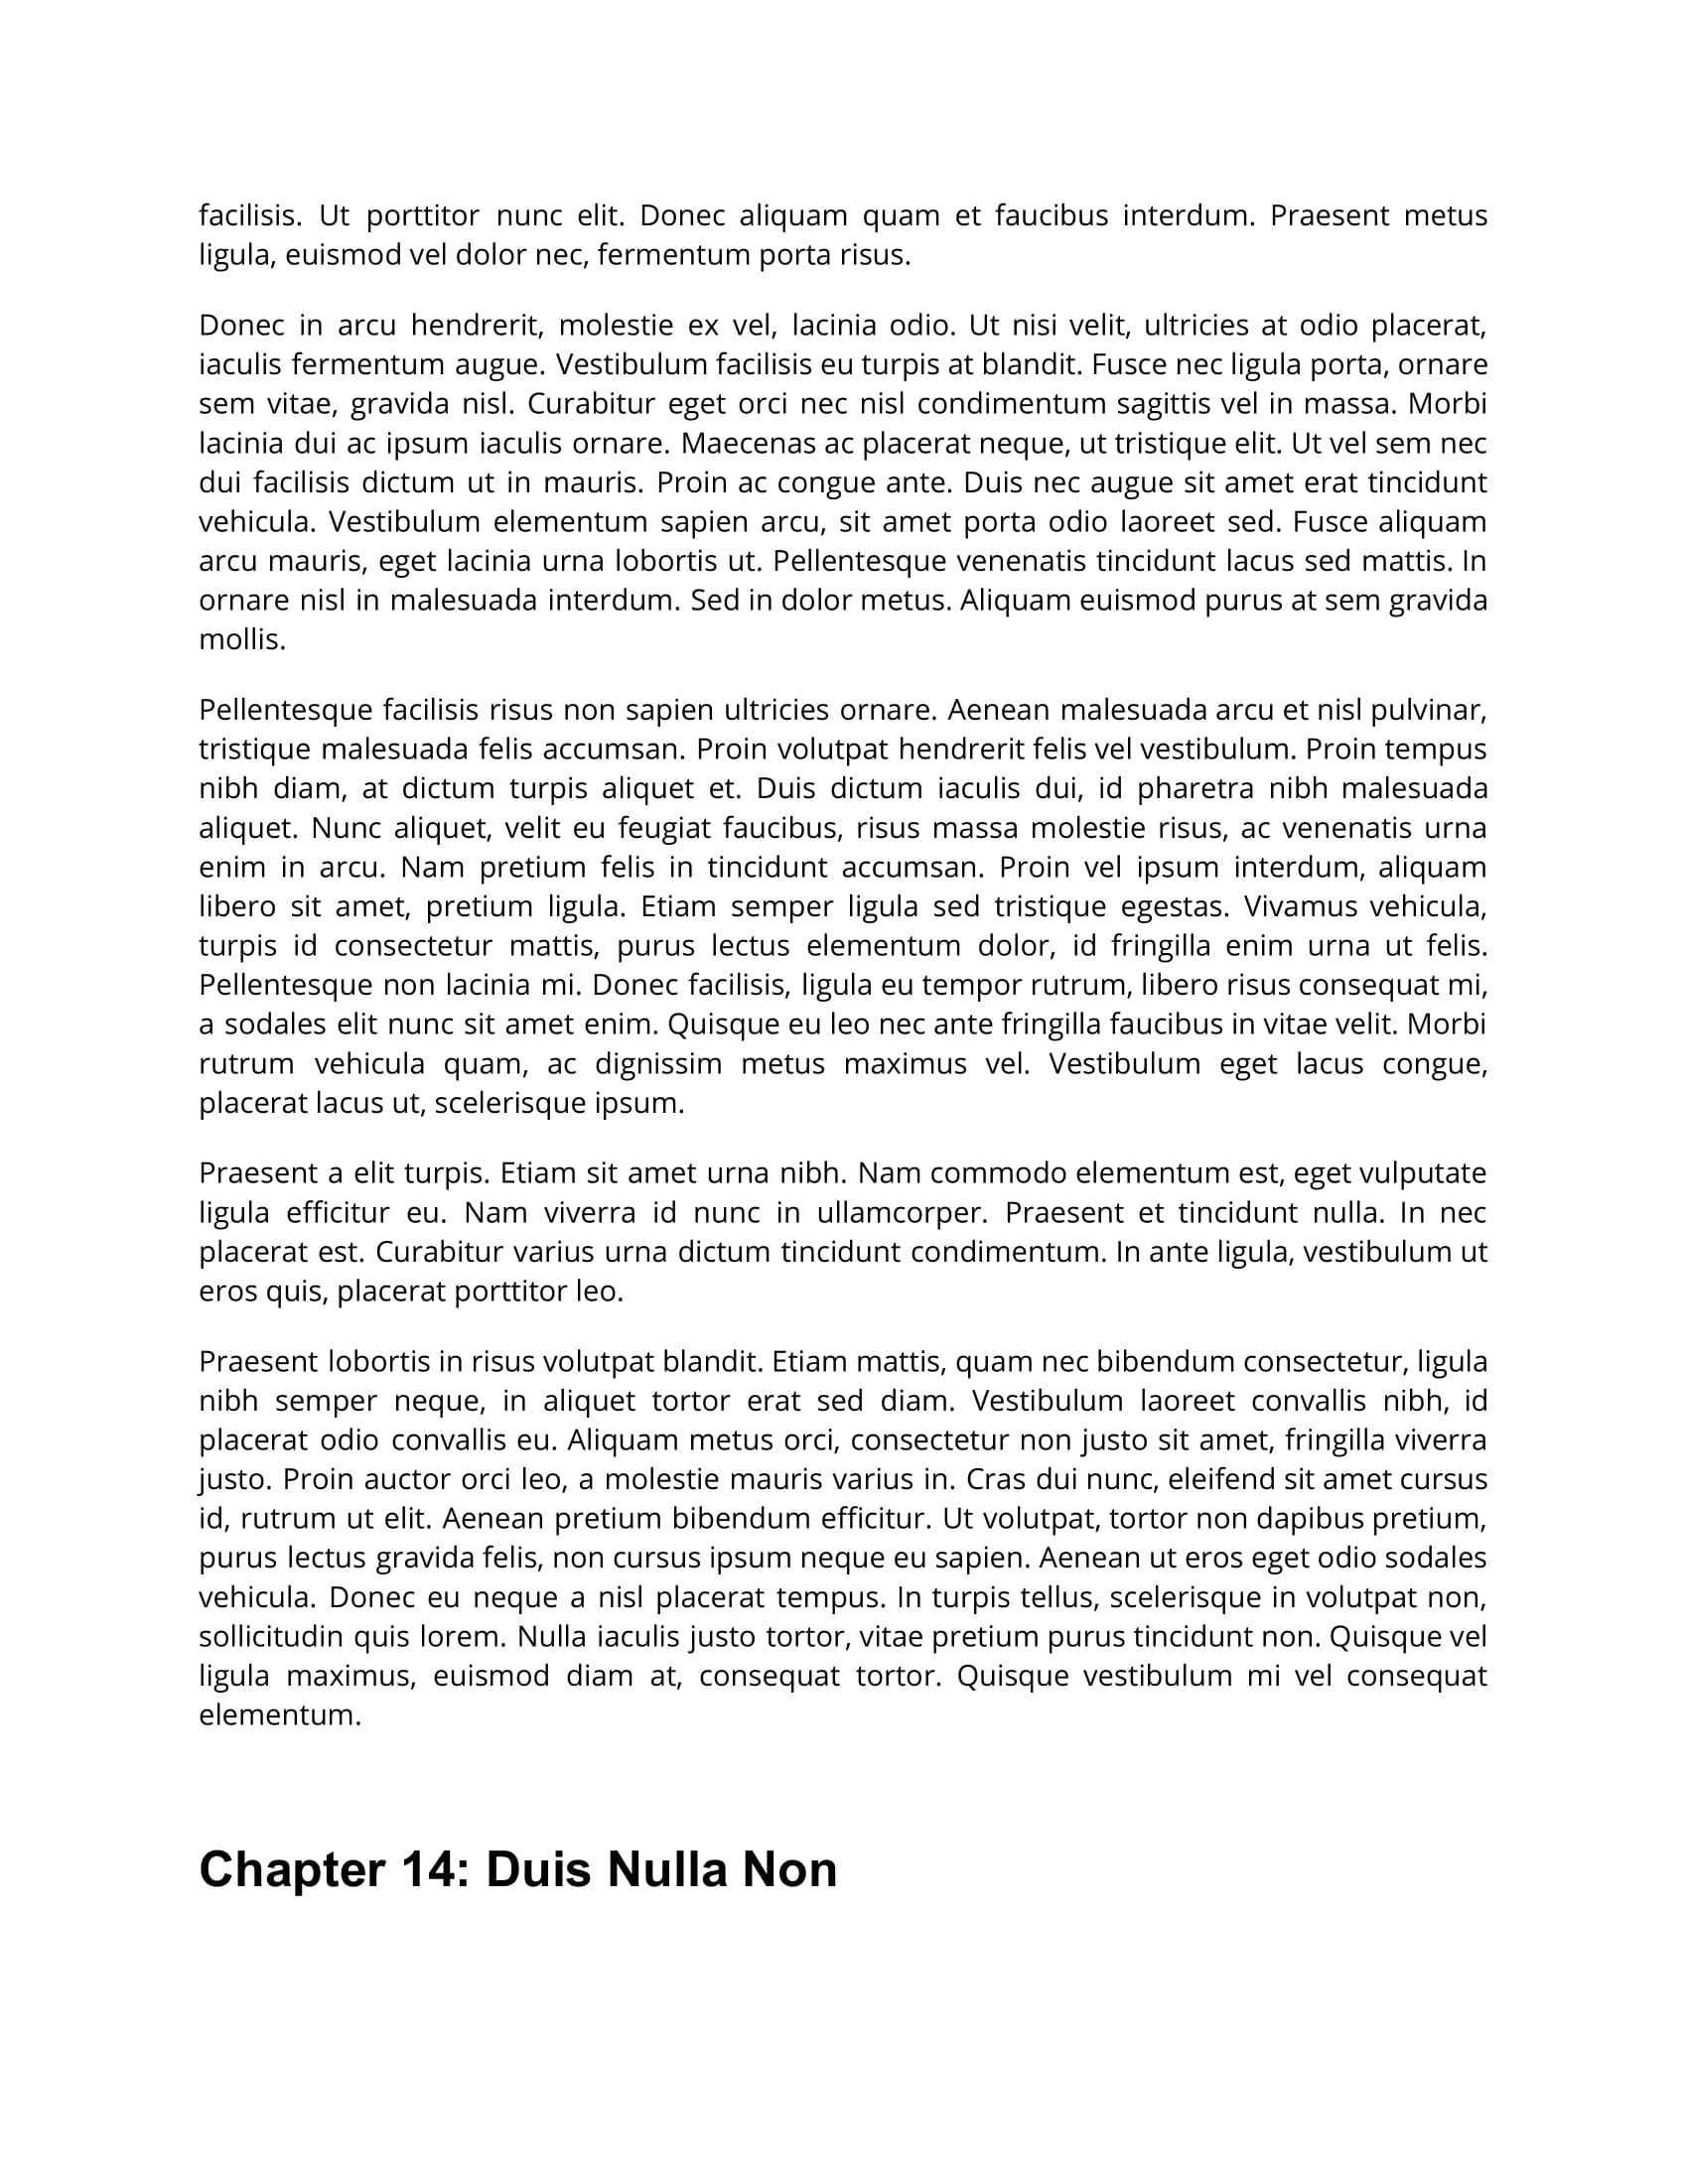 facilisis. Ut porttitor nunc elit. Donec aliquam quam et faucibus interdum. Praesent metus
ligula, euismod vel dolor nec, fermentum porta risus.
Donec in arcu hendrerit, molestie ex vel, lacinia odio. Ut nisi velit, ultricies at odio placerat,
iaculis fermentum augue. Vestibulum facilisis eu turpis at blandit. Fusce nec ligula porta, ornare
sem vitae, gravida nisl. Curabitur eget orci nec nisl condimentum sagittis vel in massa. Morbi
lacinia dui ac ipsum iaculis ornare. Maecenas ac placerat neque, ut tristique elit. Ut vel sem nec
dui facilisis dictum ut in mauris. Proin ac congue ante. Duis nec augue sit amet erat tincidunt
vehicula. Vestibulum elementum sapien arcu, sit amet porta odio laoreet sed. Fusce aliquam
arcu mauris, eget lacinia urna lobortis ut. Pellentesque venenatis tincidunt lacus sed mattis. In
ornare nisl in malesuada interdum. Sed in dolor metus. Aliquam euismod purus at sem gravida
mollis.
Pellentesque facilisis risus non sapien ultricies ornare. Aenean malesuada arcu et nisl pulvinar,
tristique malesuada felis accumsan. Proin volutpat hendrerit felis vel vestibulum. Proin tempus
nibh diam, at dictum turpis aliquet et. Duis dictum iaculis dui, id pharetra nibh malesuada
aliquet. Nunc aliquet, velit eu feugiat faucibus, risus massa molestie risus, ac venenatis urna
enim in arcu. Nam pretium felis in tincidunt accumsan. Proin vel ipsum interdum, aliquam
libero sit amet, pretium ligula. Etiam semper ligula sed tristique egestas. Vivamus vehicula,
turpis id consectetur mattis, purus lectus elementum dolor, id fringilla enim urna ut felis.
Pellentesque non lacinia mi. Donec facilisis, ligula eu tempor rutrum, libero risus consequat mi,
a sodales elit nunc sit amet enim. Quisque eu leo nec ante fringilla faucibus in vitae velit. Morbi
rutrum vehicula quam, ac dignissim metus maximus vel. Vestibulum eget lacus congue,
placerat lacus ut, scelerisque ipsum.
Praesent a elit turpis. Etiam sit amet urna nibh. Nam commodo elementum est, eget vulputate
ligula efficitur eu. Nam viverra id nunc in ullamcorper. Praesent et tincidunt nulla. In nec
placerat est. Curabitur varius urna dictum tincidunt condimentum. In ante ligula, vestibulum ut
eros quis, placerat porttitor leo.
Praesent lobortis in risus volutpat blandit. Etiam mattis, quam nec bibendum consectetur, ligula
nibh semper neque, in aliquet tortor erat sed diam. Vestibulum laoreet convallis nibh, id
placerat odio convallis eu. Aliquam metus orci, consectetur non justo sit amet, fringilla viverra
justo. Proin auctor orci leo, a molestie mauris varius in. Cras dui nunc, eleifend sit amet cursus
id, rutrum ut elit. Aenean pretium bibendum efficitur. Ut volutpat, tortor non dapibus pretium,
purus lectus gravida felis, non cursus ipsum neque eu sapien. Aenean ut eros eget odio sodales
vehicula. Donec eu neque a nisl placerat tempus. In turpis tellus, scelerisque in volutpat non,
sollicitudin quis lorem. Nulla iaculis justo tortor, vitae pretium purus tincidunt non. Quisque vel
ligula maximus, euismod diam at, consequat tortor. Quisque vestibulum mi vel consequat
elementum.
Chapter 14: Duis Nulla Non